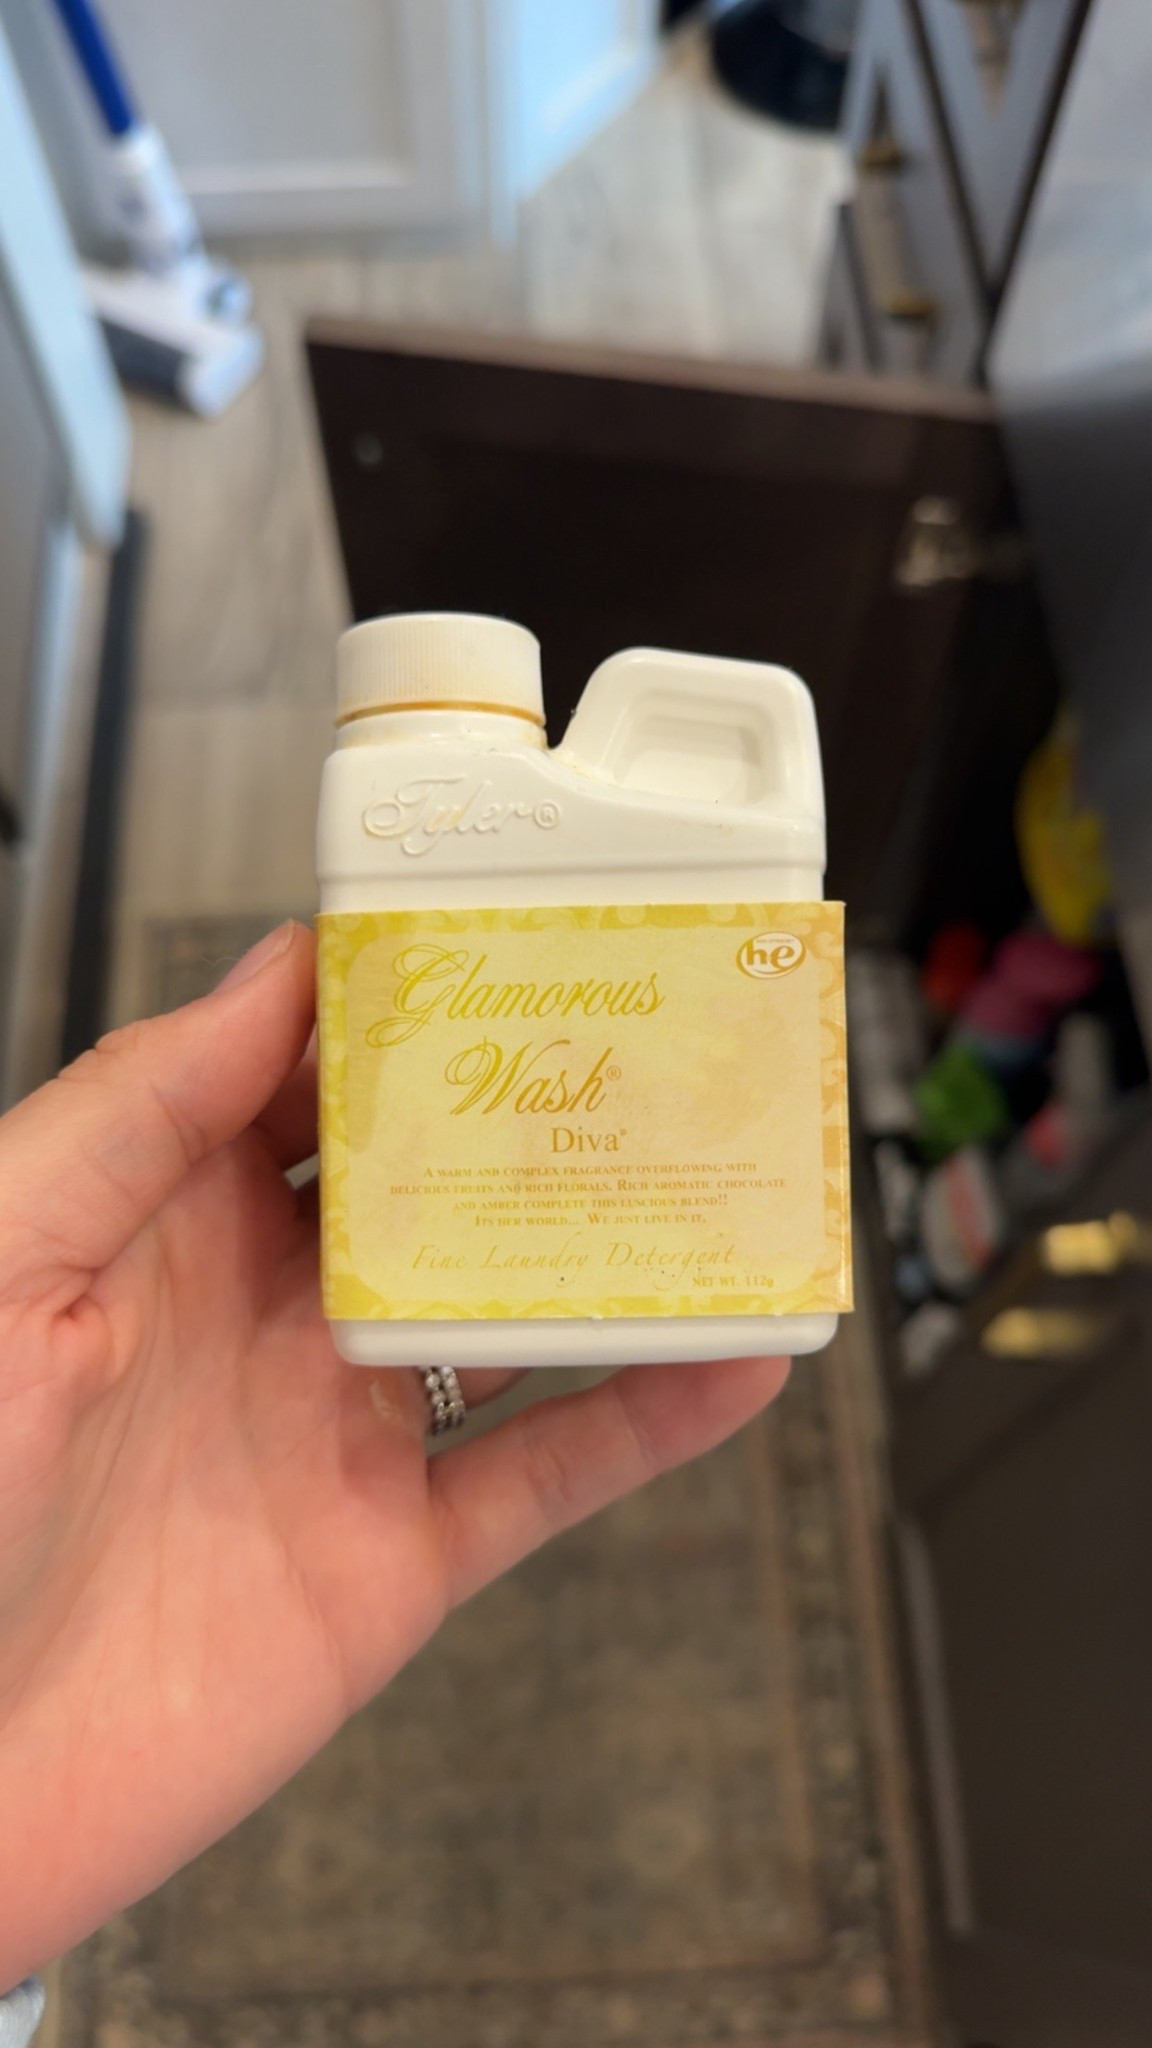 Tyler®
he
Glamorous
Wash®
Diva®
A WARM AND COMPLEX FRAGRANCE OVERFLOWING WITH
DELICIOUS FRUITS AND RICH FLORALS. RICH AROMATIC CHOCOLATE
AND AMBER COMPLETE THIS LUSCIOUS BLEND!!
ITS HER WORLD... WE JUST LIVE IN IT.
Fine Laundry Detergent
NET WT. 112g